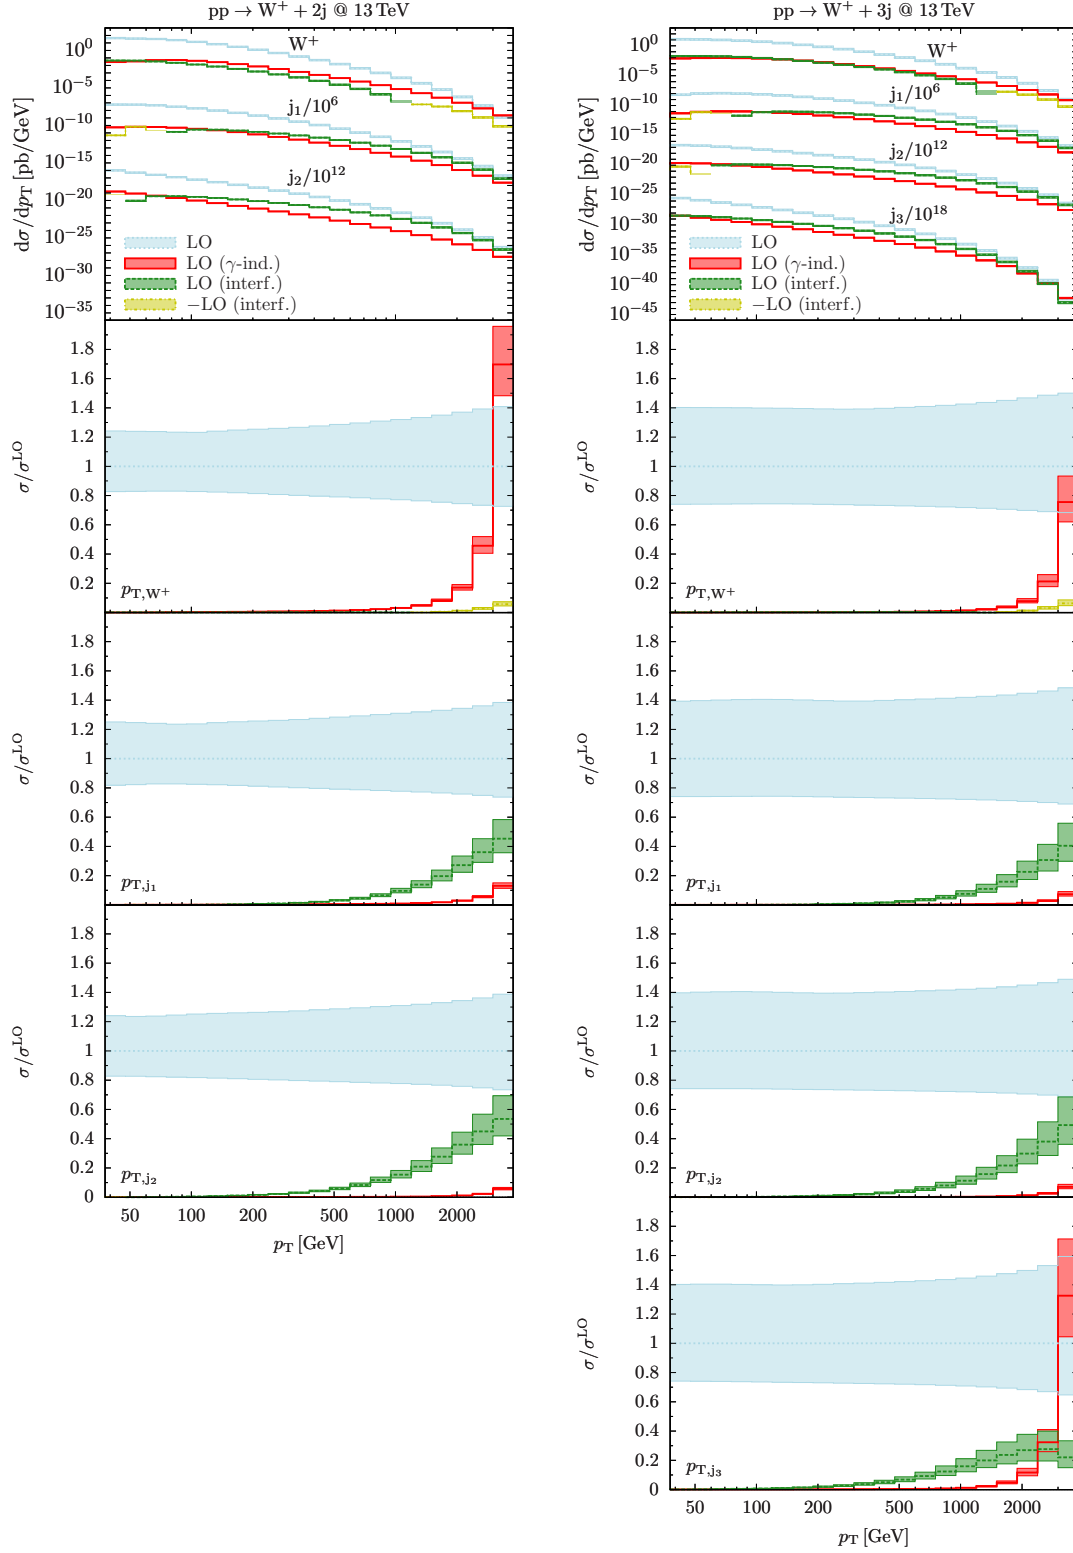 pp → W⁺ + 2j @ 13 TeV
dσ/dp_T [pb/GeV]
10⁰
10⁻⁵
10⁻¹⁰
10⁻¹⁵
10⁻²⁰
10⁻²⁵
10⁻³⁰
10⁻³⁵
W⁺
j₁/10⁶
j₂/10¹²
LO
LO (γ-ind.)
LO (interf.)
−LO (interf.)
σ/σ^LO
1.8
1.6
1.4
1.2
1
0.8
0.6
0.4
0.2
p_T,W⁺
σ/σ^LO
1.8
1.6
1.4
1.2
1
0.8
0.6
0.4
0.2
p_T,j₁
σ/σ^LO
1.8
1.6
1.4
1.2
1
0.8
0.6
0.4
0.2
0
p_T,j₂
50 100 200 500 1000 2000
p_T [GeV]
pp → W⁺ + 3j @ 13 TeV
dσ/dp_T [pb/GeV]
10⁰
10⁻⁵
10⁻¹⁰
10⁻¹⁵
10⁻²⁰
10⁻²⁵
10⁻³⁰
10⁻³⁵
10⁻⁴⁰
10⁻⁴⁵
W⁺
j₁/10⁶
j₂/10¹²
j₃/10¹⁸
LO
LO (γ-ind.)
LO (interf.)
−LO (interf.)
σ/σ^LO
1.8
1.6
1.4
1.2
1
0.8
0.6
0.4
0.2
p_T,W⁺
σ/σ^LO
1.8
1.6
1.4
1.2
1
0.8
0.6
0.4
0.2
p_T,j₁
σ/σ^LO
1.8
1.6
1.4
1.2
1
0.8
0.6
0.4
0.2
p_T,j₂
σ/σ^LO
1.8
1.6
1.4
1.2
1
0.8
0.6
0.4
0.2
0
p_T,j₃
50 100 200 500 1000 2000
p_T [GeV]